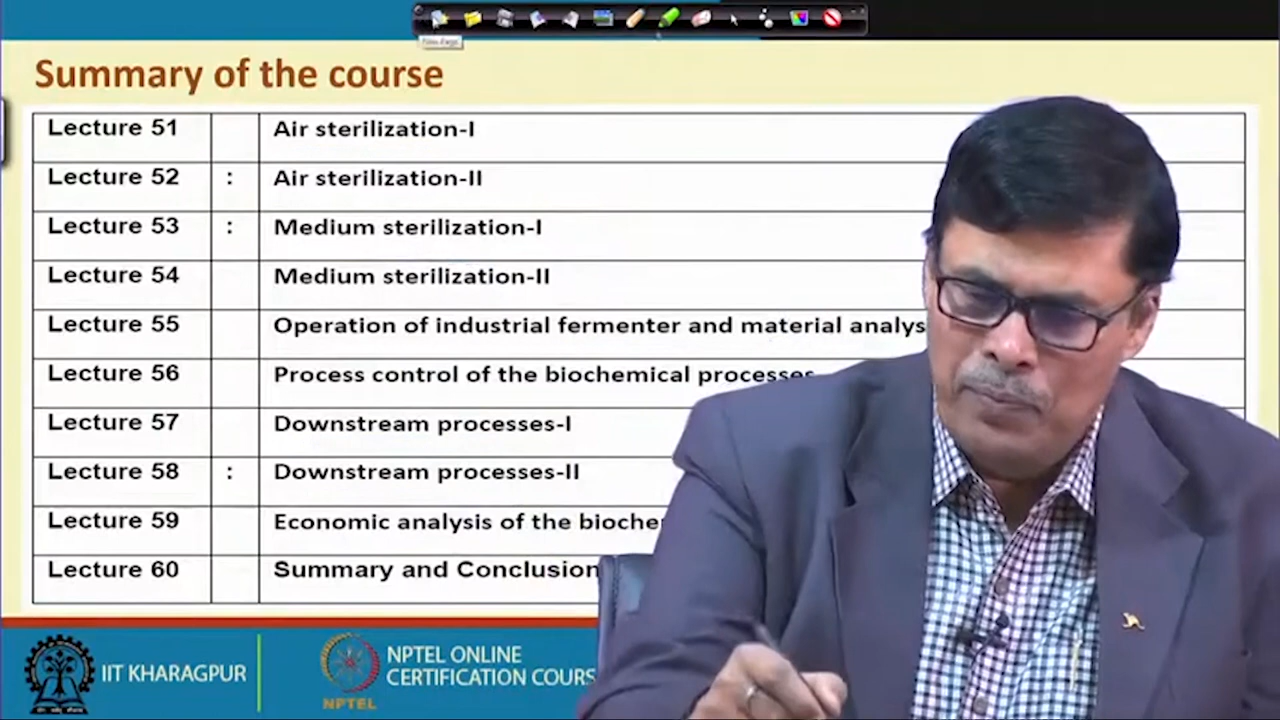 New Page
Summary of the course
Lecture 51 Air sterilization-I
Lecture 52 : Air sterilization-II
Lecture 53 : Medium sterilization-I
Lecture 54 Medium sterilization-II
Lecture 55 Operation of industrial fermenter and material analys
Lecture 56 Process control of the biochemical processes
Lecture 57 Downstream processes-I
Lecture 58 : Downstream processes-II
Lecture 59 Economic analysis of the bioche
Lecture 60 Summary and Conclusion
IIT KHARAGPUR
NPTEL
NPTEL ONLINE
CERTIFICATION COURS